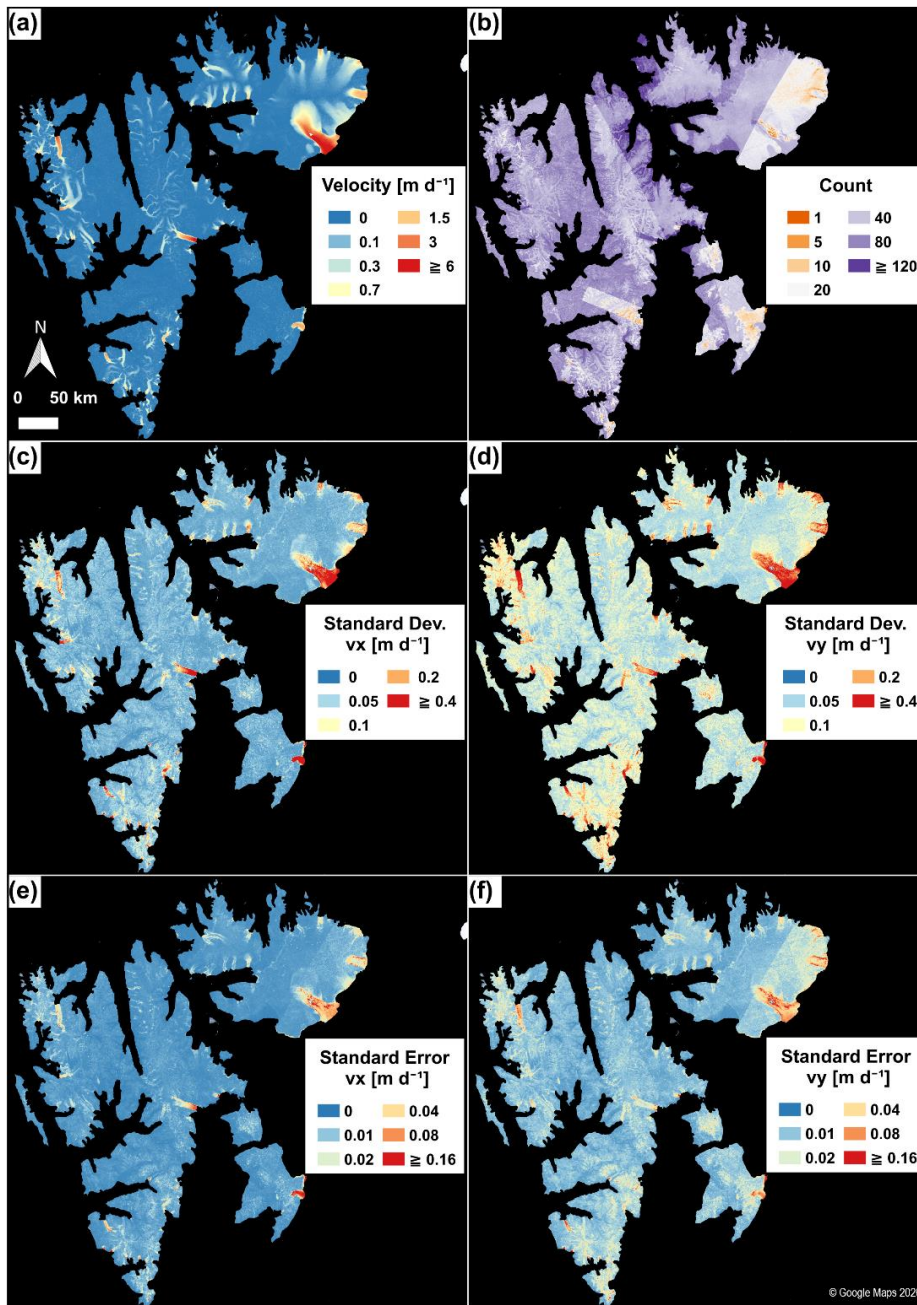 (a)
Velocity [m d⁻¹]
0 1.5
0.1 3
0.3 ≧ 6
0.7
N
0 50 km
(b)
Count
1 40
5 80
10 ≧ 120
20
(c)
Standard Dev.
vx [m d⁻¹]
0 0.2
0.05 ≧ 0.4
0.1
(d)
Standard Dev.
vy [m d⁻¹]
0 0.2
0.05 ≧ 0.4
0.1
(e)
Standard Error
vx [m d⁻¹]
0 0.04
0.01 0.08
0.02 ≧ 0.16
(f)
Standard Error
vy [m d⁻¹]
0 0.04
0.01 0.08
0.02 ≧ 0.16
© Google Maps